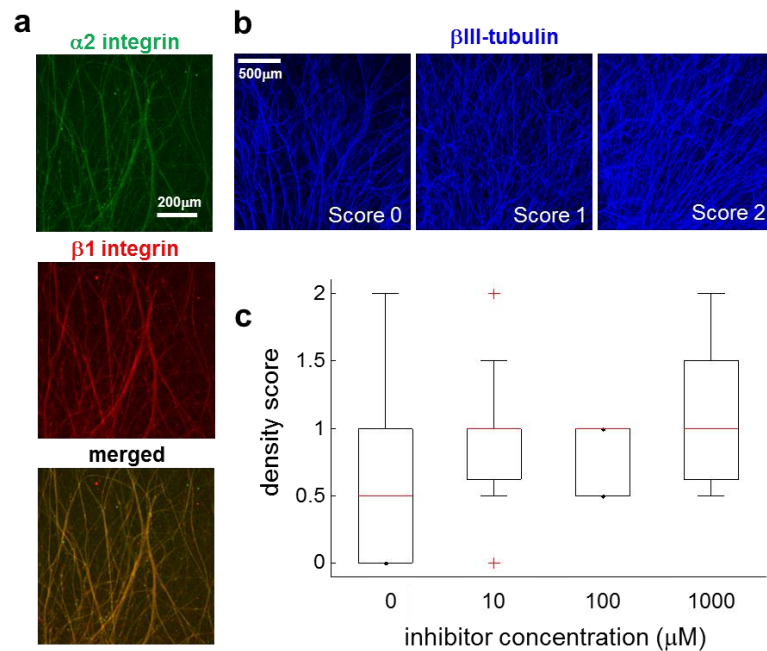 a
α2 integrin
200μm
β1 integrin
merged
b
βIII-tubulin
500μm
Score 0
Score 1
Score 2
c
density score
2
1.5
1
0.5
0
0 10 100 1000
inhibitor concentration (μM)